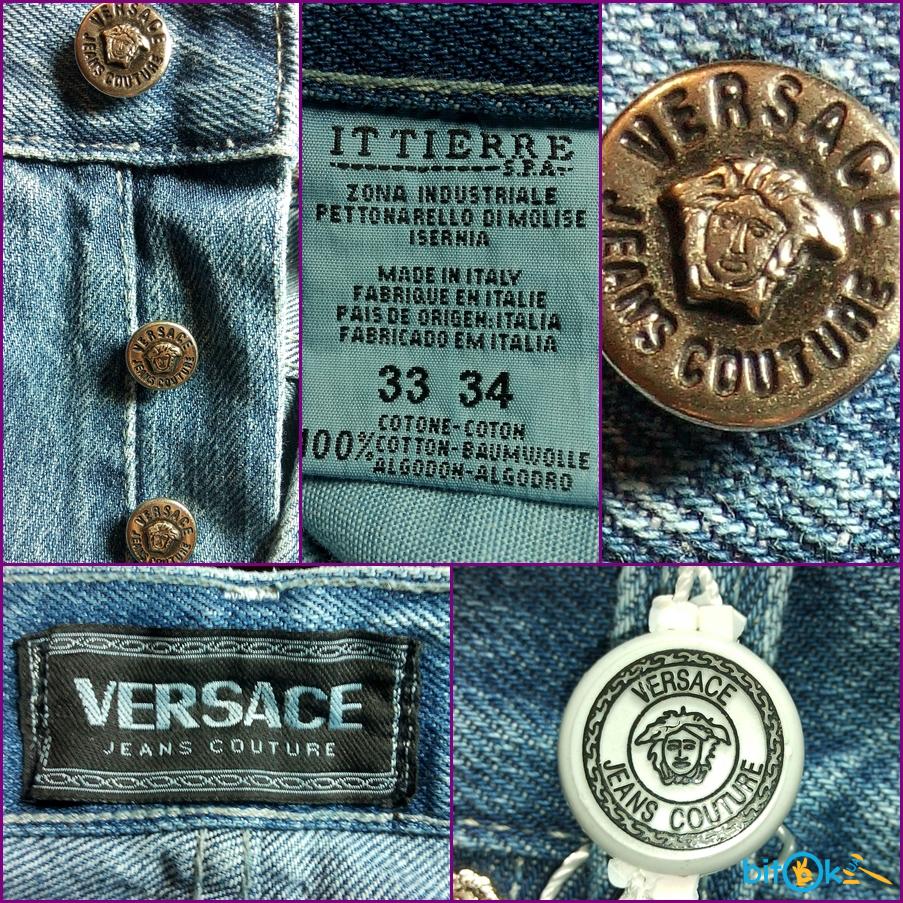 VERSACE
JEANS COUTURE
VERSACE
JEANS COUTURE
VERSACE
JEANS COUTURE
ITTIERRE
S.P.A.
ZONA INDUSTRIALE
PETTONARELLO DI MOLISE
ISERNIA
MADE IN ITALY
FABRIQUE EN ITALIE
PAIS DE ORIGEN:ITALIA
FABRICADO EM ITALIA
33 34
COTONE-COTON
100% COTTON-BAUMWOLLE
ALGODON-ALGODRO
VERSACE
JEANS COUTURE
VERSACE
JEANS COUTURE
VERSACE
JEANS COUTURE
bitOk